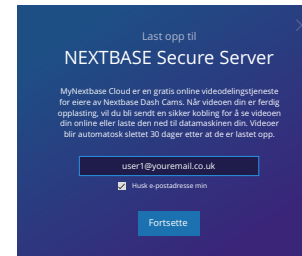 Last opp til
NEXTBASE Secure Server
MyNextbase Cloud er en gratis online videodelingstjeneste
for eiere av Nextbase Dash Cams. Når videoen din er ferdig
opplasting, vil du bli sendt en sikker kobling for å se videoen
din online eller laste den ned til datamaskinen din. Videoer
blir automatosk slettet 30 dager etter at de er lastet opp.
user1@youremail.co.uk
Husk e-postadresse min
Fortsette